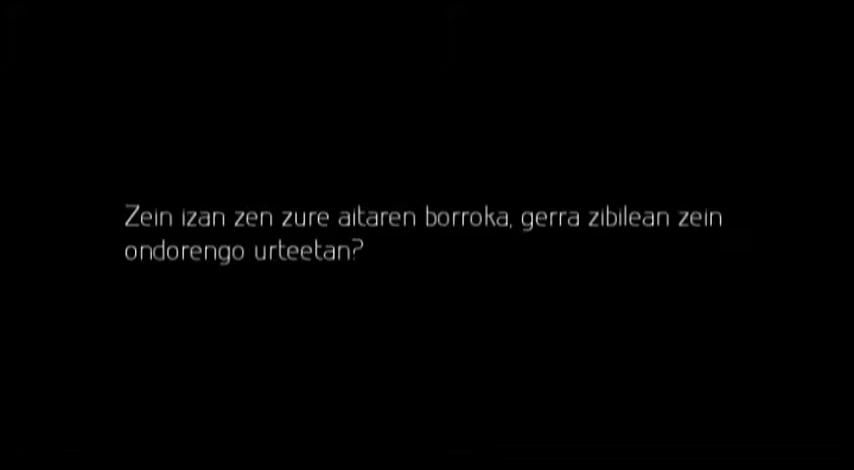 Zein izan zen zure aitaren borroka, gerra zibilean zein
ondorengo urteetan?